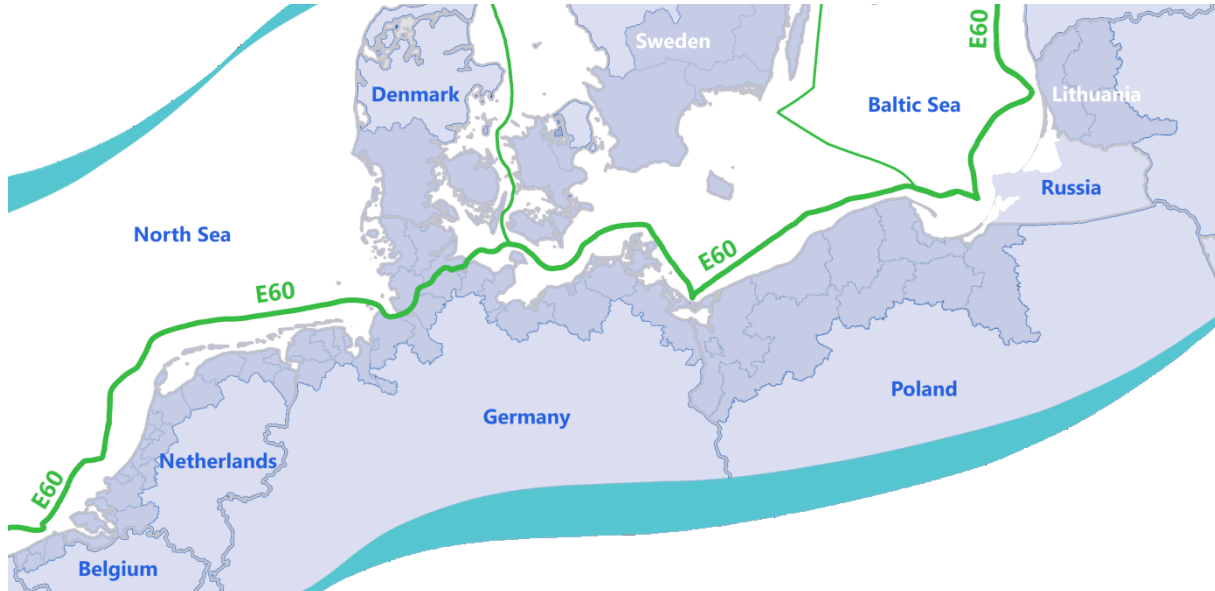 E60
Sweden
Denmark
Baltic Sea
Lithuania
Russia
North Sea
E60
E60
Poland
Germany
Netherlands
E60
Belgium